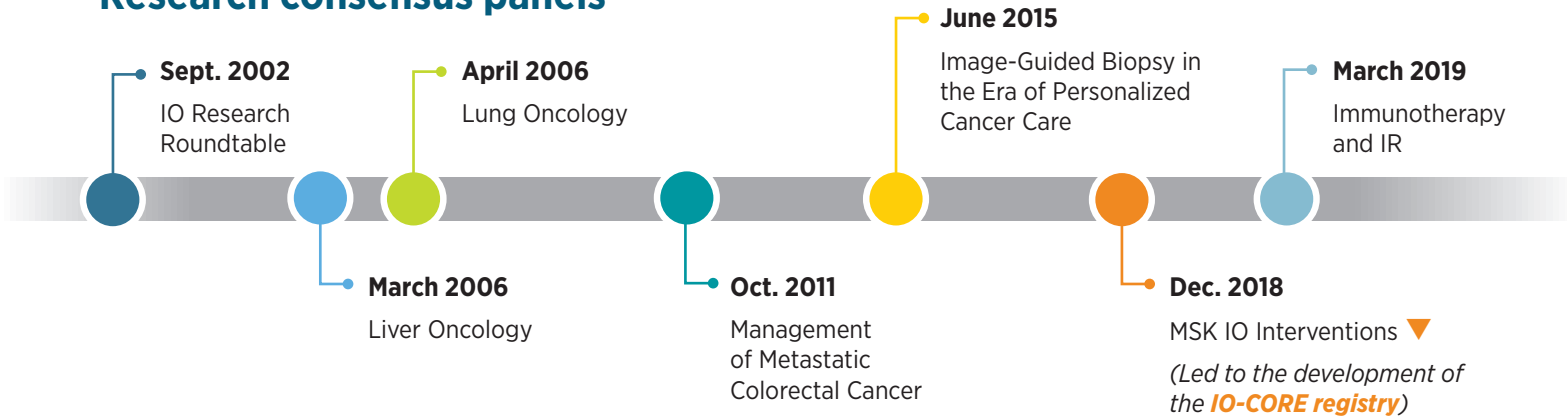 Research consensus panels
Sept. 2002
IO Research
Roundtable
March 2006
Liver Oncology
April 2006
Lung Oncology
Oct. 2011
Management
of Metastatic
Colorectal Cancer
June 2015
Image-Guided Biopsy in
the Era of Personalized
Cancer Care
Dec. 2018
MSK IO Interventions
(Led to the development of
the IO-CORE registry)
March 2019
Immunotherapy
and IR